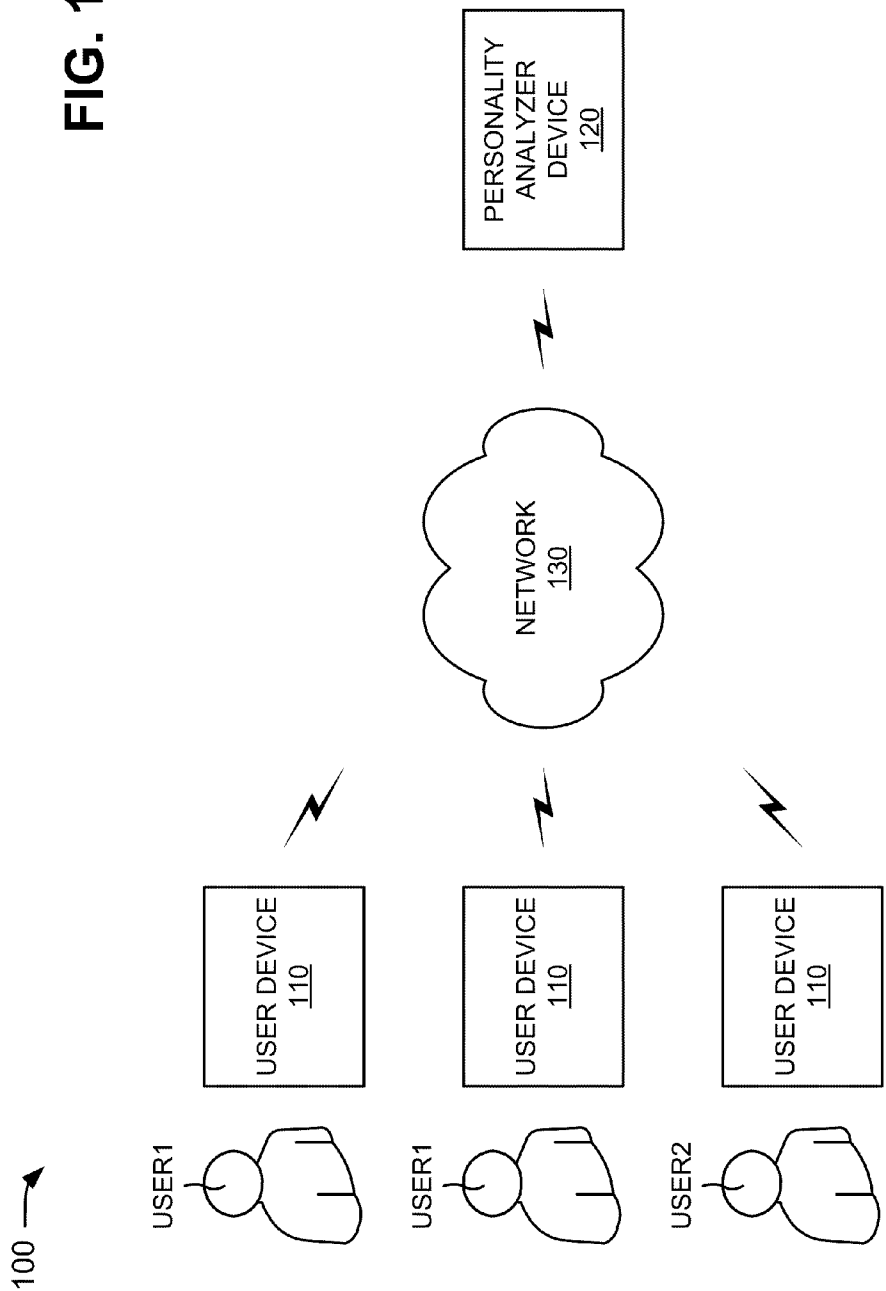 FIG. 1
100
USER1
USER DEVICE
110
USER1
USER DEVICE
110
USER2
USER DEVICE
110
NETWORK
130
PERSONALITY
ANALYZER
DEVICE
120